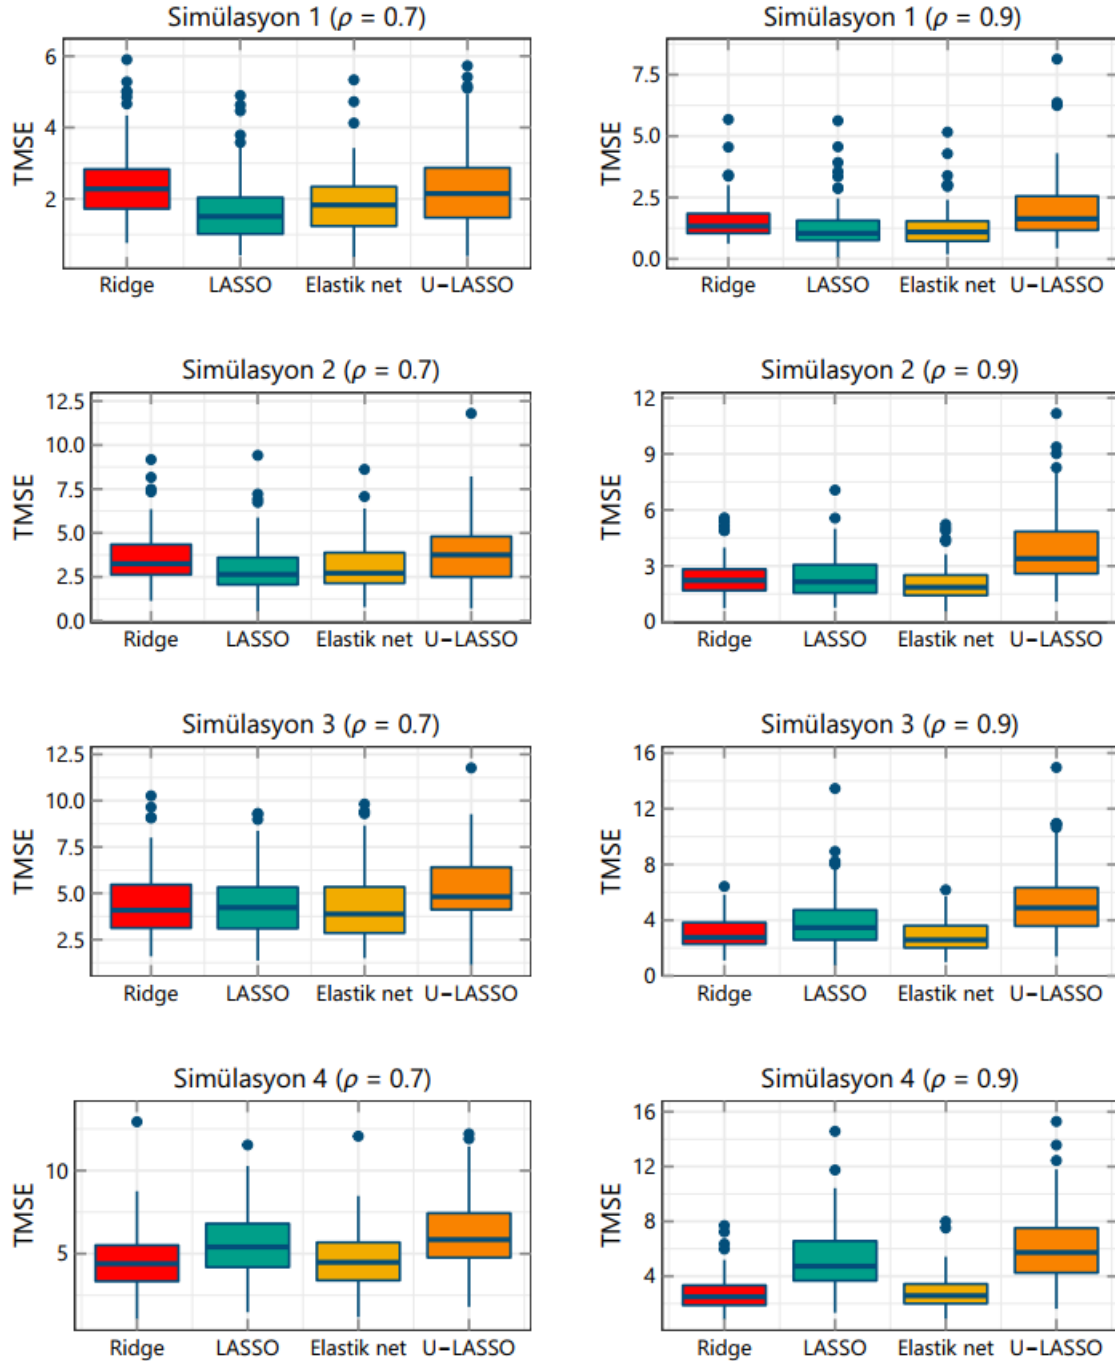 Simülasyon 1 (ρ = 0.7)
TMSE
6
4
2
Ridge LASSO Elastik net U−LASSO
Simülasyon 1 (ρ = 0.9)
TMSE
7.5
5.0
2.5
0.0
Ridge LASSO Elastik net U−LASSO
Simülasyon 2 (ρ = 0.7)
TMSE
12.5
10.0
7.5
5.0
2.5
0.0
Ridge LASSO Elastik net U−LASSO
Simülasyon 2 (ρ = 0.9)
TMSE
12
9
6
3
0
Ridge LASSO Elastik net U−LASSO
Simülasyon 3 (ρ = 0.7)
TMSE
12.5
10.0
7.5
5.0
2.5
Ridge LASSO Elastik net U−LASSO
Simülasyon 3 (ρ = 0.9)
TMSE
16
12
8
4
0
Ridge LASSO Elastik net U−LASSO
Simülasyon 4 (ρ = 0.7)
TMSE
10
5
Ridge LASSO Elastik net U−LASSO
Simülasyon 4 (ρ = 0.9)
TMSE
16
12
8
4
Ridge LASSO Elastik net U−LASSO